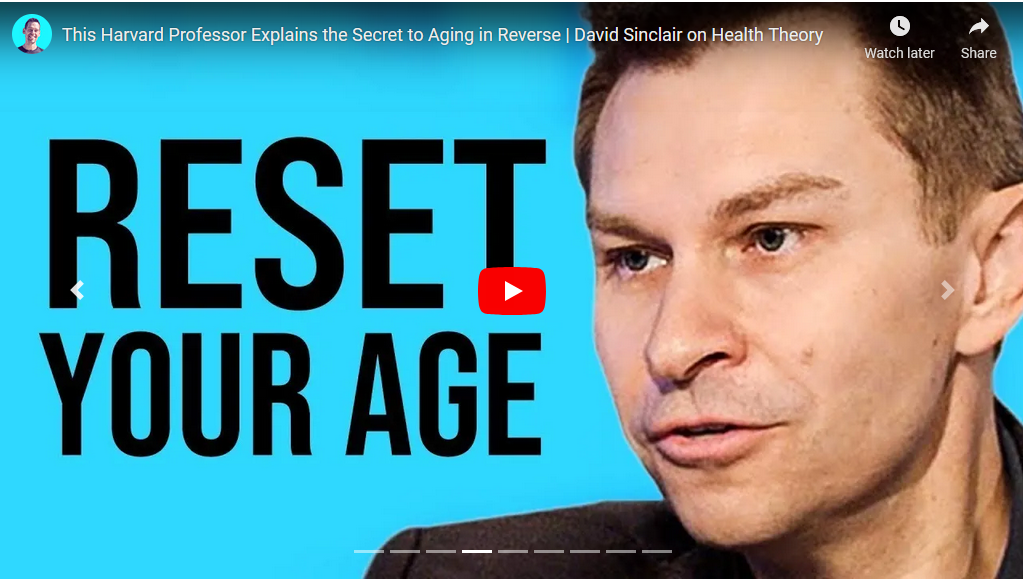 This Harvard Professor Explains the Secret to Aging in Reverse | David Sinclair on Health Theory
Watch later
Share
RESET
YOUR AGE